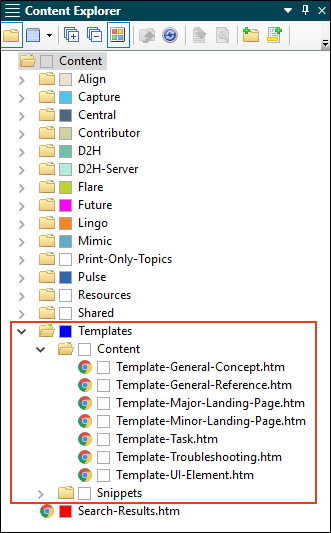 Content Explorer
Content
Align
Capture
Central
Contributor
D2H
D2H-Server
Flare
Future
Lingo
Mimic
Print-Only-Topics
Pulse
Resources
Shared
Templates
Content
Template-General-Concept.htm
Template-General-Reference.htm
Template-Major-Landing-Page.htm
Template-Minor-Landing-Page.htm
Template-Task.htm
Template-Troubleshooting.htm
Template-UI-Element.htm
Snippets
Search-Results.htm